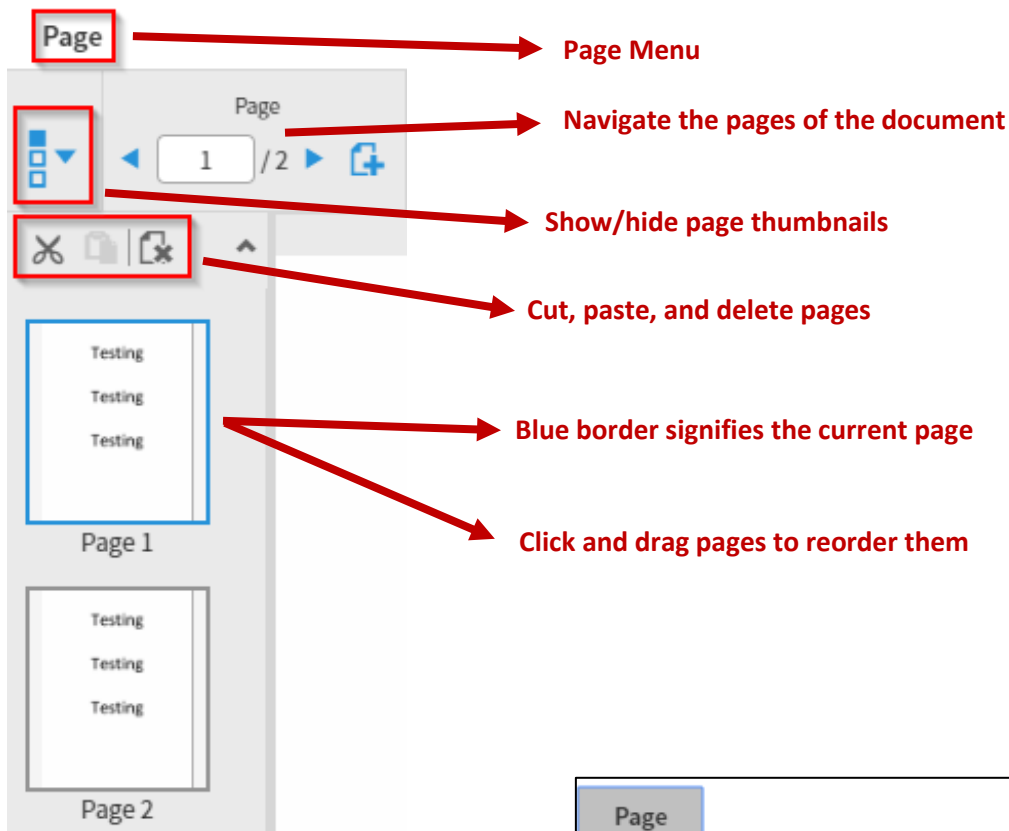 Page
Page Menu
Page
Navigate the pages of the document
1 / 2
Show/hide page thumbnails
Cut, paste, and delete pages
Testing
Testing
Testing
Blue border signifies the current page
Page 1
Click and drag pages to reorder them
Testing
Testing
Testing
Page 2
Page